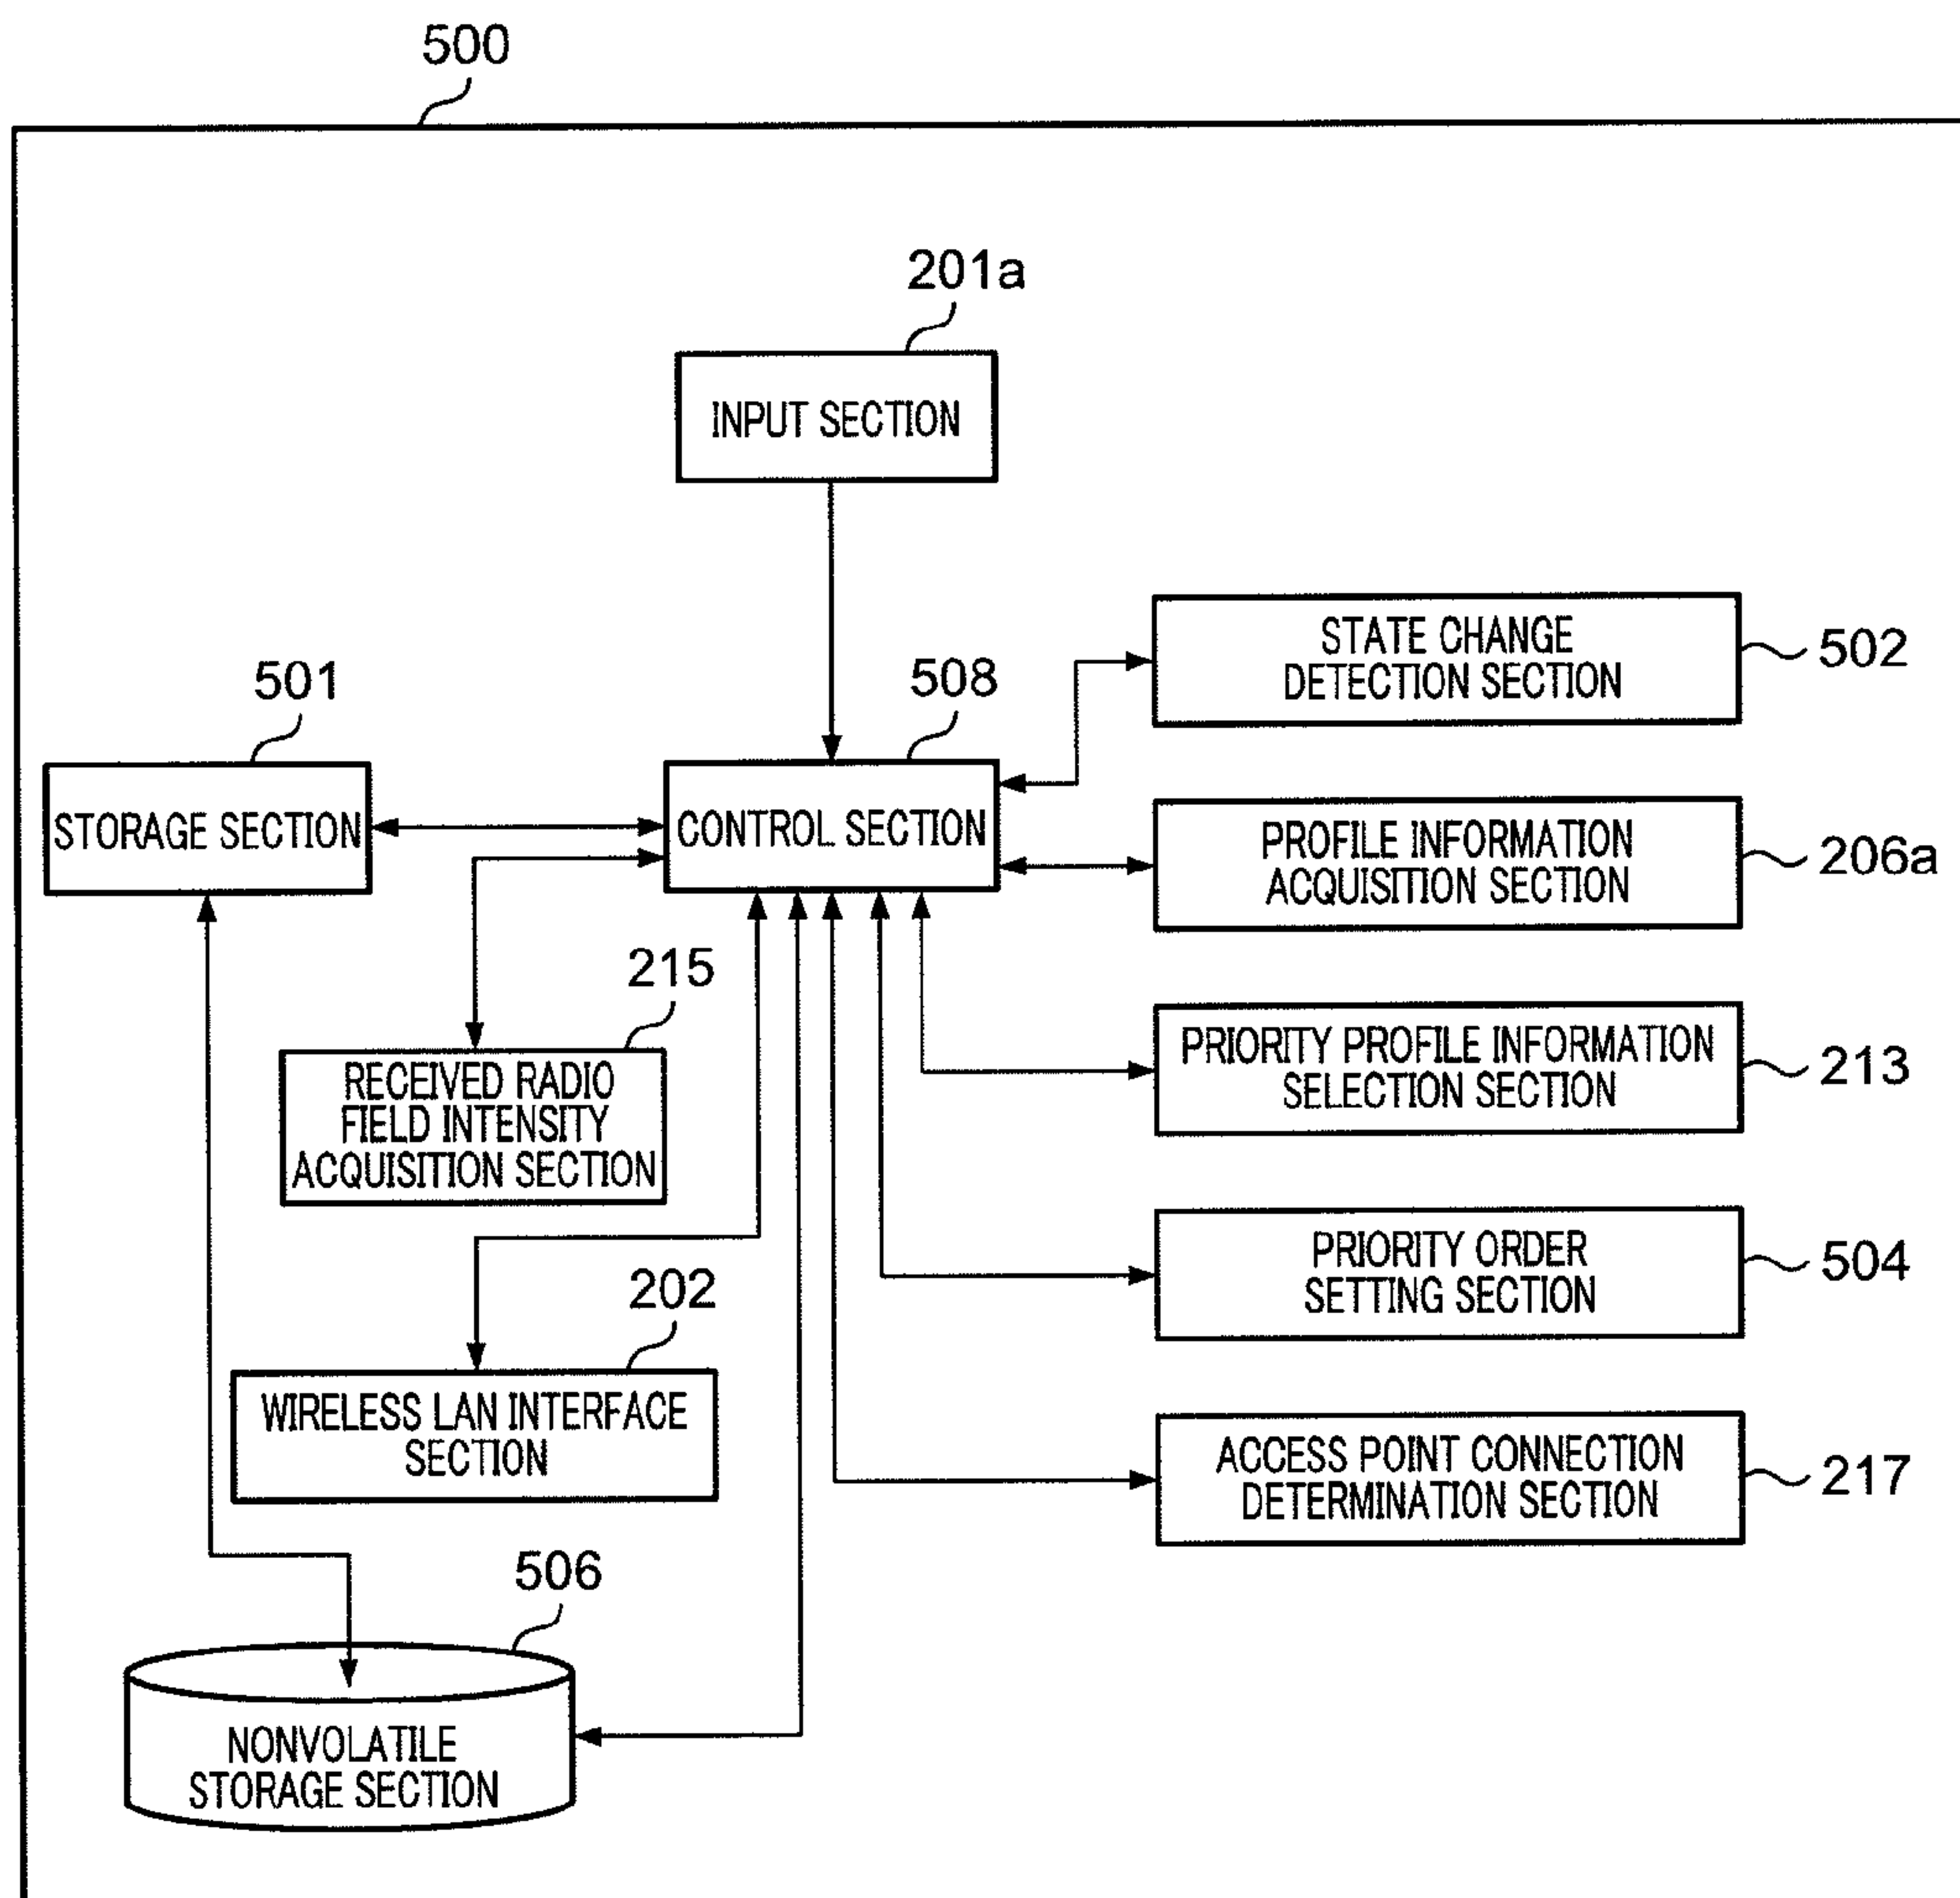 500
201a
INPUT SECTION
STATE CHANGE
DETECTION SECTION
502
501
508
STORAGE SECTION
CONTROL SECTION
PROFILE INFORMATION
ACQUISITION SECTION
206a
215
RECEIVED RADIO
FIELD INTENSITY
ACQUISITION SECTION
PRIORITY PROFILE INFORMATION
SELECTION SECTION
213
PRIORITY ORDER
SETTING SECTION
504
202
WIRELESS LAN INTERFACE
SECTION
ACCESS POINT CONNECTION
DETERMINATION SECTION
217
506
NONVOLATILE
STORAGE SECTION